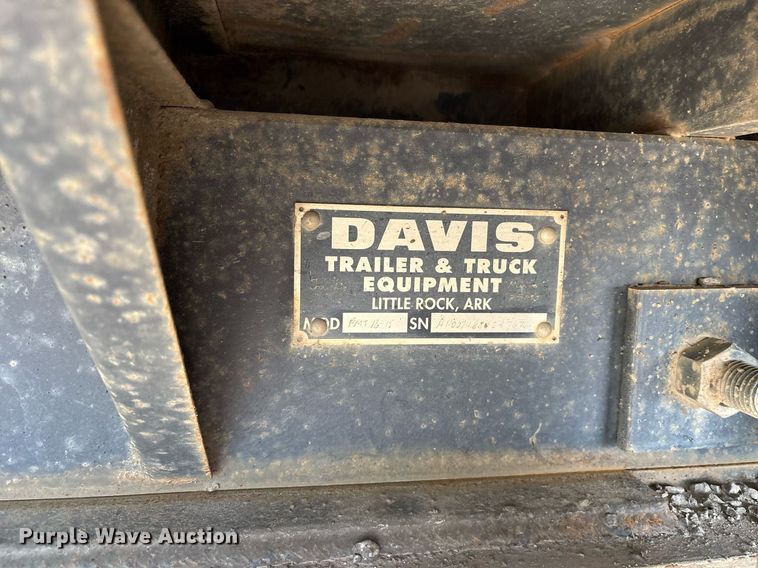 DAVIS
TRAILER & TRUCK
EQUIPMENT
LITTLE ROCK, ARK
MOD SN
Purple Wave Auction